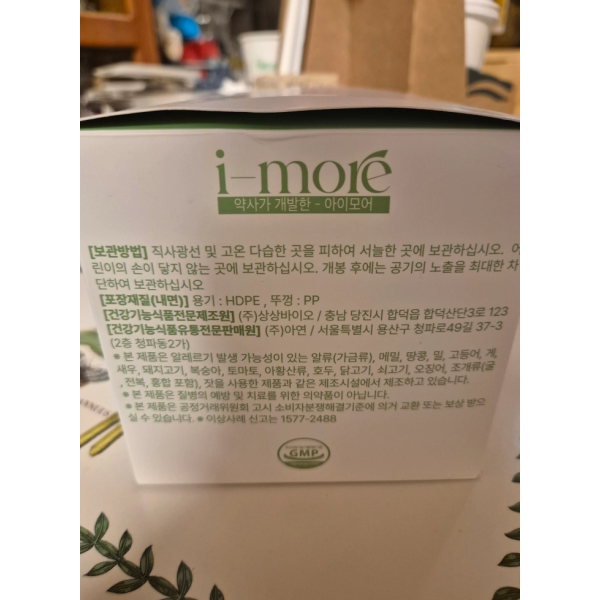 i-more
약사가 개발한 - 아이모어
[보관방법] 직사광선 및 고온 다습한 곳을 피하여 서늘한 곳에 보관하십시오. 어
린이의 손이 닿지 않는 곳에 보관하십시오. 개봉 후에는 공기의 노출을 최대한 차
단하여 보관하십시오
[포장재질(내면)] 용기 : HDPE , 뚜껑 : PP
[건강기능식품전문제조원] (주)상상바이오 / 충남 당진시 합덕읍 합덕산단3로 123
[건강기능식품유통전문판매원] (주)아연 / 서울특별시 용산구 청파로49길 37-3
(2층 청파동2가)
※ 본 제품은 알레르기 발생 가능성이 있는 알류(가금류), 메밀, 땅콩, 밀, 고등어, 게,
새우, 돼지고기, 복숭아, 토마토, 아황산류, 호두, 닭고기, 쇠고기, 오징어, 조개류(굴
, 전복, 홍합 포함), 잣을 사용한 제품과 같은 제조시설에서 제조하고 있습니다.
※ 본 제품은 질병의 예방 및 치료를 위한 의약품이 아닙니다.
※ 본 제품은 공정거래위원회 고시 소비자분쟁해결기준에 의거 교환 또는 보상 받으
실 수 있습니다. ※ 이상사례 신고는 1577-2488
GMP